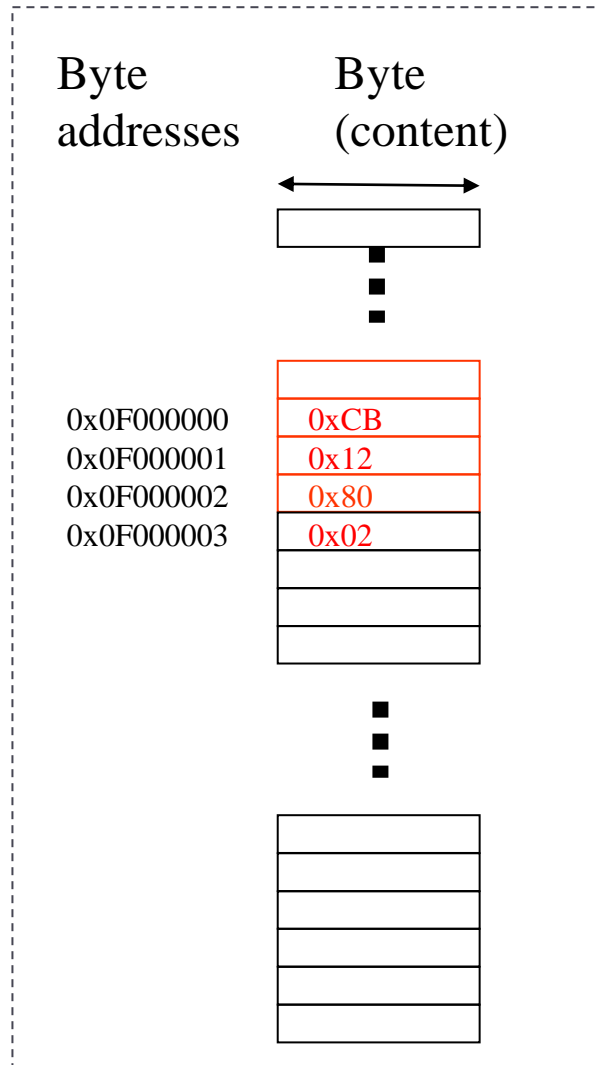 Byte addresses
Byte (content)
0x0F000000 0xCB
0x0F000001 0x12
0x0F000002 0x80
0x0F000003 0x02